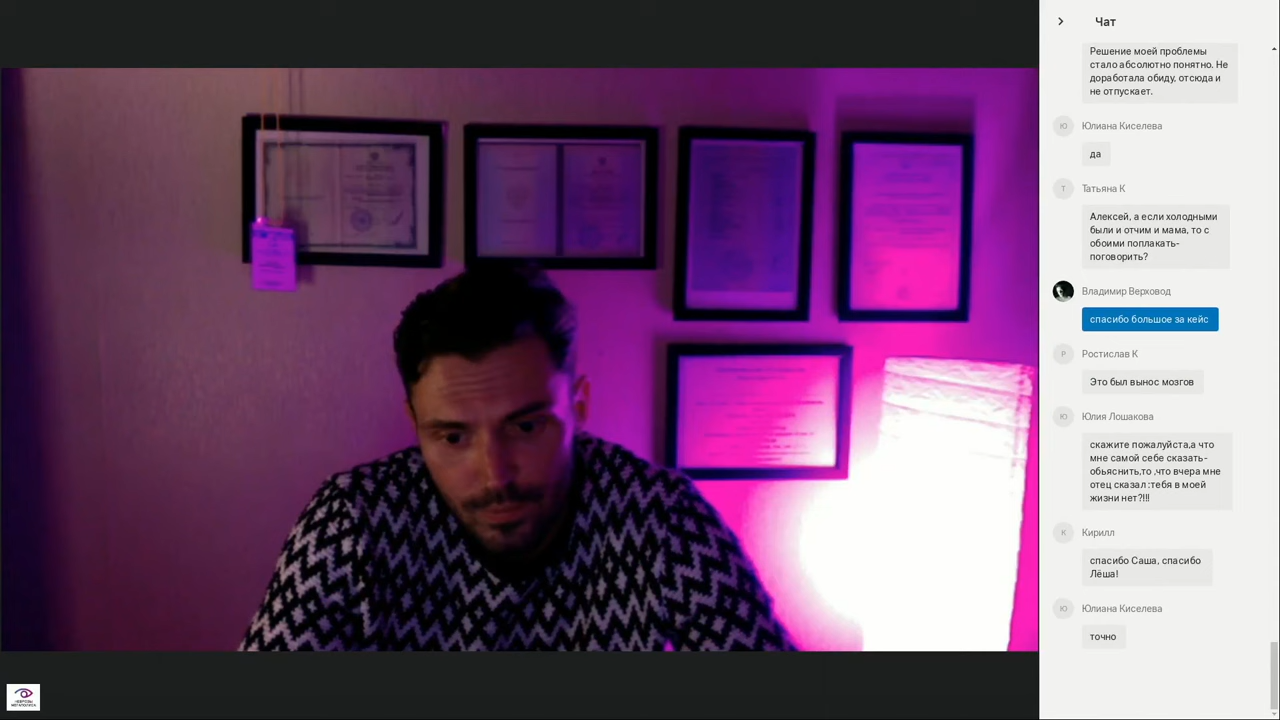 Чат
Решение моей проблемы
стало абсолютно понятно. Не
доработала обиду, отсюда и
не отпускает.
Ю
Юлиана Киселева
да
Т
Татьяна К
Алексей, а если холодными
были и отчим и мама, то с
обоими поплакать-
поговорить?
Владимир Верховод
спасибо большое за кейс
Р
Ростислав К
Это был вынос мозгов
Ю
Юлия Лошакова
скажите пожалуйста,а что
мне самой себе сказать-
обьяснить,то ,что вчера мне
отец сказал :тебя в моей
жизни нет?!!!
К
Кирилл
спасибо Саша, спасибо
Лёша!
Ю
Юлиана Киселева
точно
НЕВРОЗЫ
МЕГАПОЛИСА